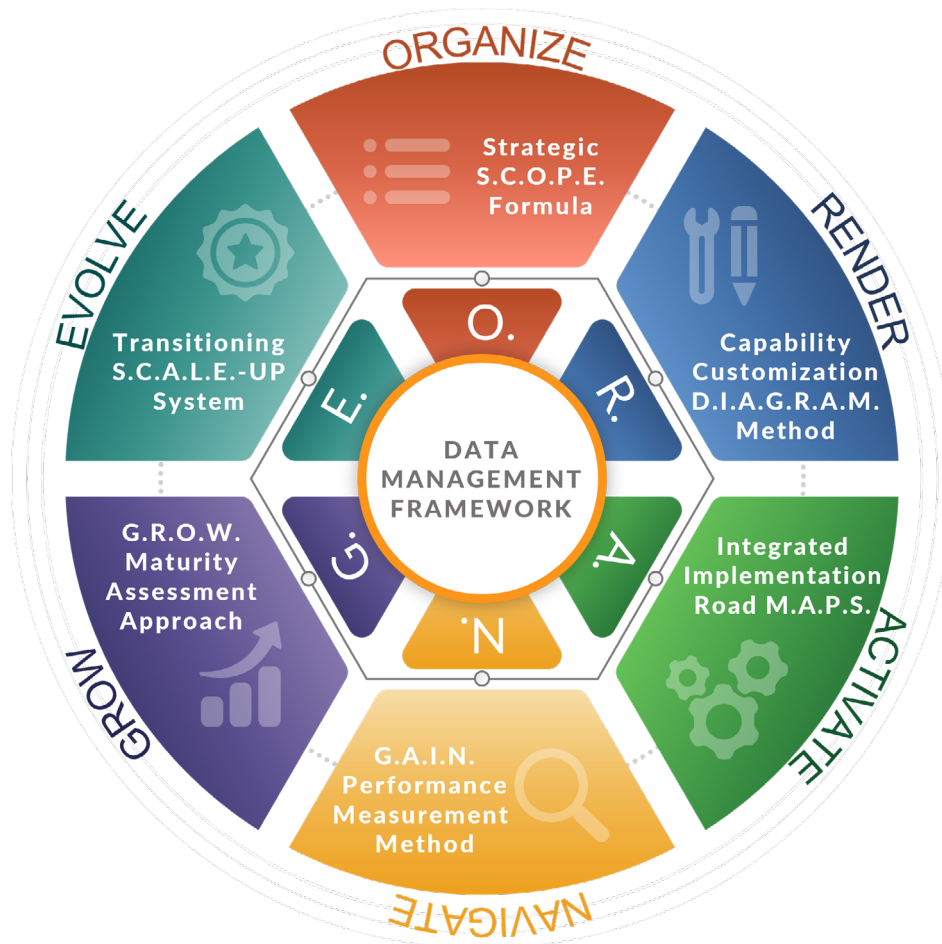 ORGANIZE
Strategic
S.C.O.P.E.
Formula
RENDER
Capability
Customization
D.I.A.G.R.A.M.
Method
ACTIVATE
Integrated
Implementation
Road M.A.P.S.
NAVIGATE
G.A.I.N.
Performance
Measurement
Method
GROW
G.R.O.W.
Maturity
Assessment
Approach
EVOLVE
Transitioning
S.C.A.L.E.-UP
System
O.
R.
A.
N.
G.
E.
DATA
MANAGEMENT
FRAMEWORK